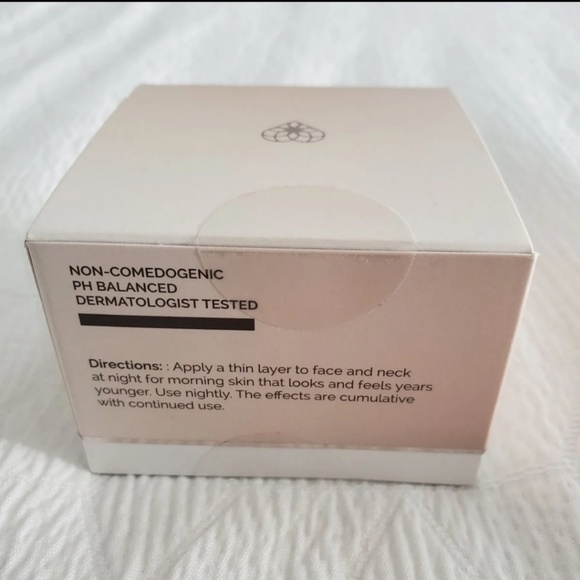 NON-COMEDOGENIC
PH BALANCED
DERMATOLOGIST TESTED
Directions: : Apply a thin layer to face and neck
at night for morning skin that looks and feels years
younger. Use nightly. The effects are cumulative
with continued use.